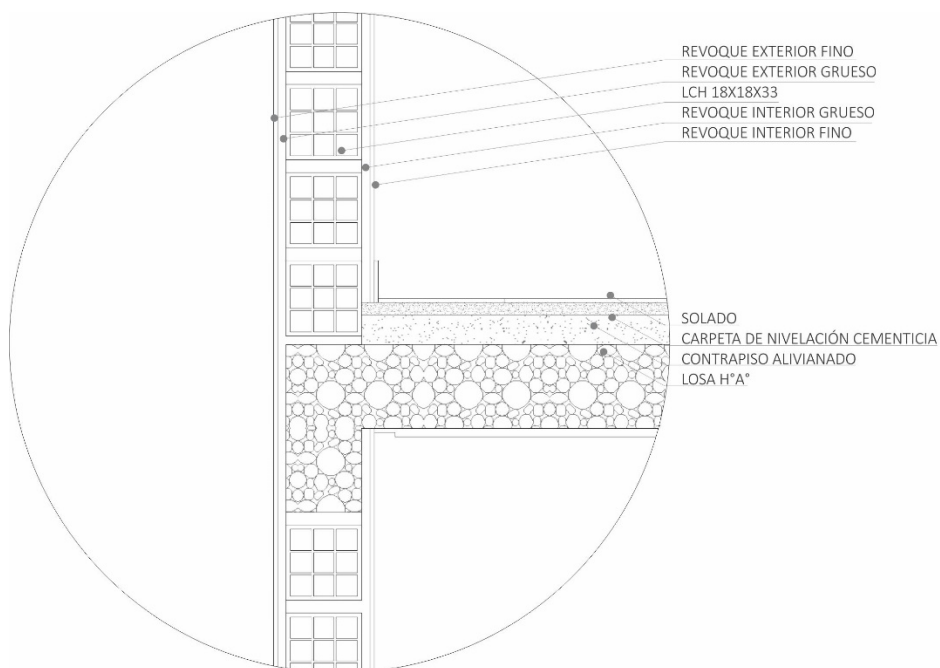 REVOQUE EXTERIOR FINO
REVOQUE EXTERIOR GRUESO
LCH 18X18X33
REVOQUE INTERIOR GRUESO
REVOQUE INTERIOR FINO
SOLADO
CARPETA DE NIVELACIÓN CEMENTICIA
CONTRAPISO ALIVIANADO
LOSA H°A°